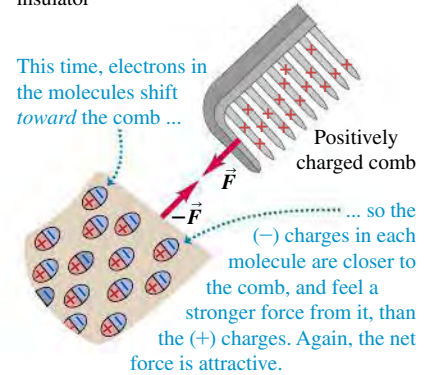 insulator
This time, electrons in
the molecules shift
toward the comb ...
Positively
charged comb
F⃗
−F⃗
... so the
(−) charges in each
molecule are closer to
the comb, and feel a
stronger force from it, than
the (+) charges. Again, the net
force is attractive.